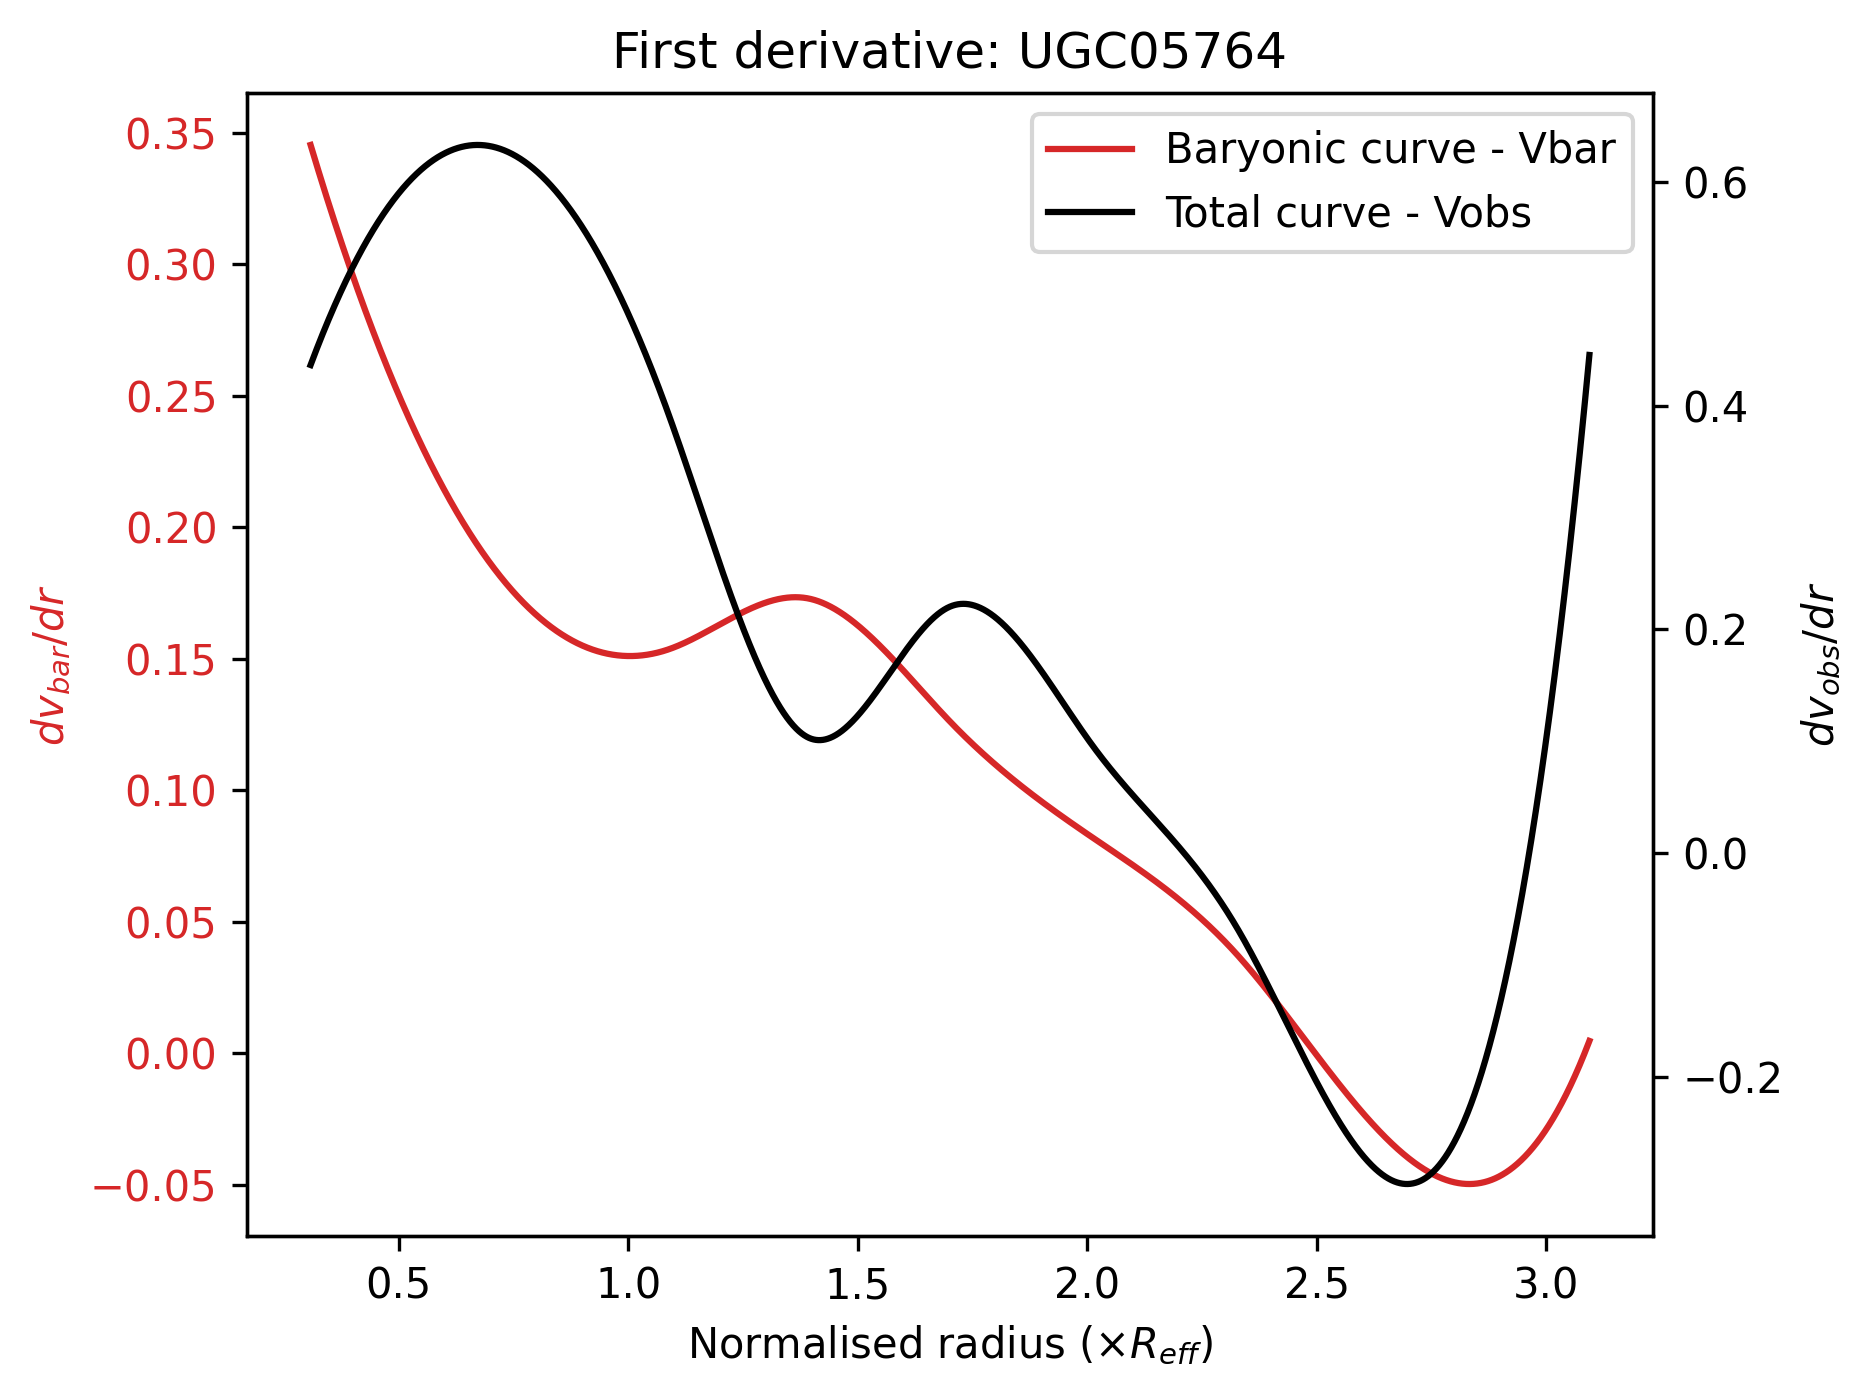 First derivative: UGC05764
Baryonic curve - Vbar
Total curve - Vobs
0.35
0.30
0.25
0.20
0.15
0.10
0.05
0.00
−0.05
dv_bar/dr
0.6
0.4
0.2
0.0
−0.2
dv_obs/dr
0.5 1.0 1.5 2.0 2.5 3.0
Normalised radius (×R_eff)